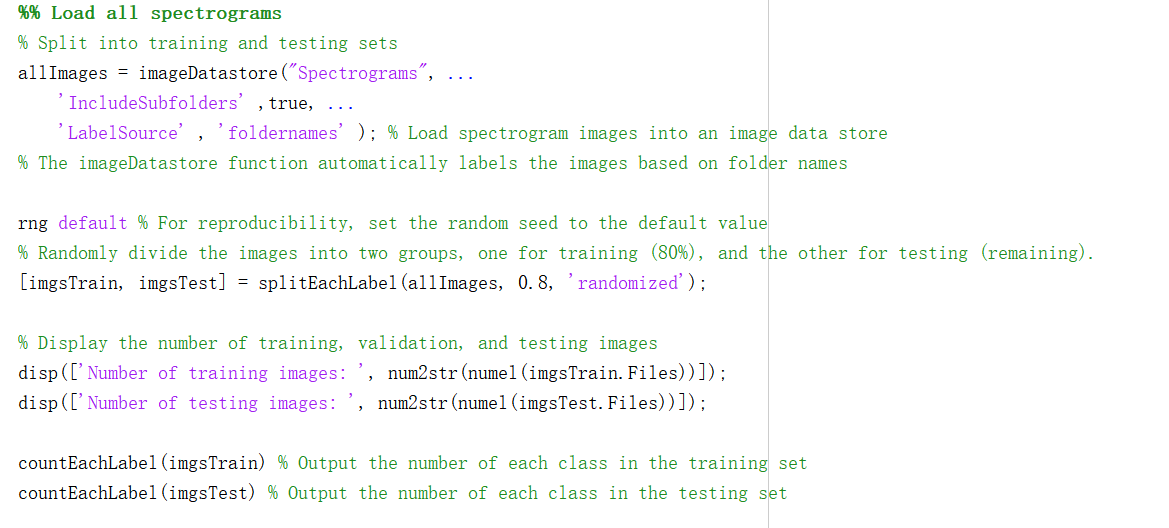 %% Load all spectrograms
% Split into training and testing sets
allImages = imageDatastore("Spectrograms", ...
    'IncludeSubfolders' ,true, ...
    'LabelSource' , 'foldernames' ); % Load spectrogram images into an image data store
% The imageDatastore function automatically labels the images based on folder names
rng default % For reproducibility, set the random seed to the default value
% Randomly divide the images into two groups, one for training (80%), and the other for testing (remaining).
[imgsTrain, imgsTest] = splitEachLabel(allImages, 0.8, 'randomized');
% Display the number of training, validation, and testing images
disp(['Number of training images: ', num2str(numel(imgsTrain.Files))]);
disp(['Number of testing images: ', num2str(numel(imgsTest.Files))]);
countEachLabel(imgsTrain) % Output the number of each class in the training set
countEachLabel(imgsTest) % Output the number of each class in the testing set